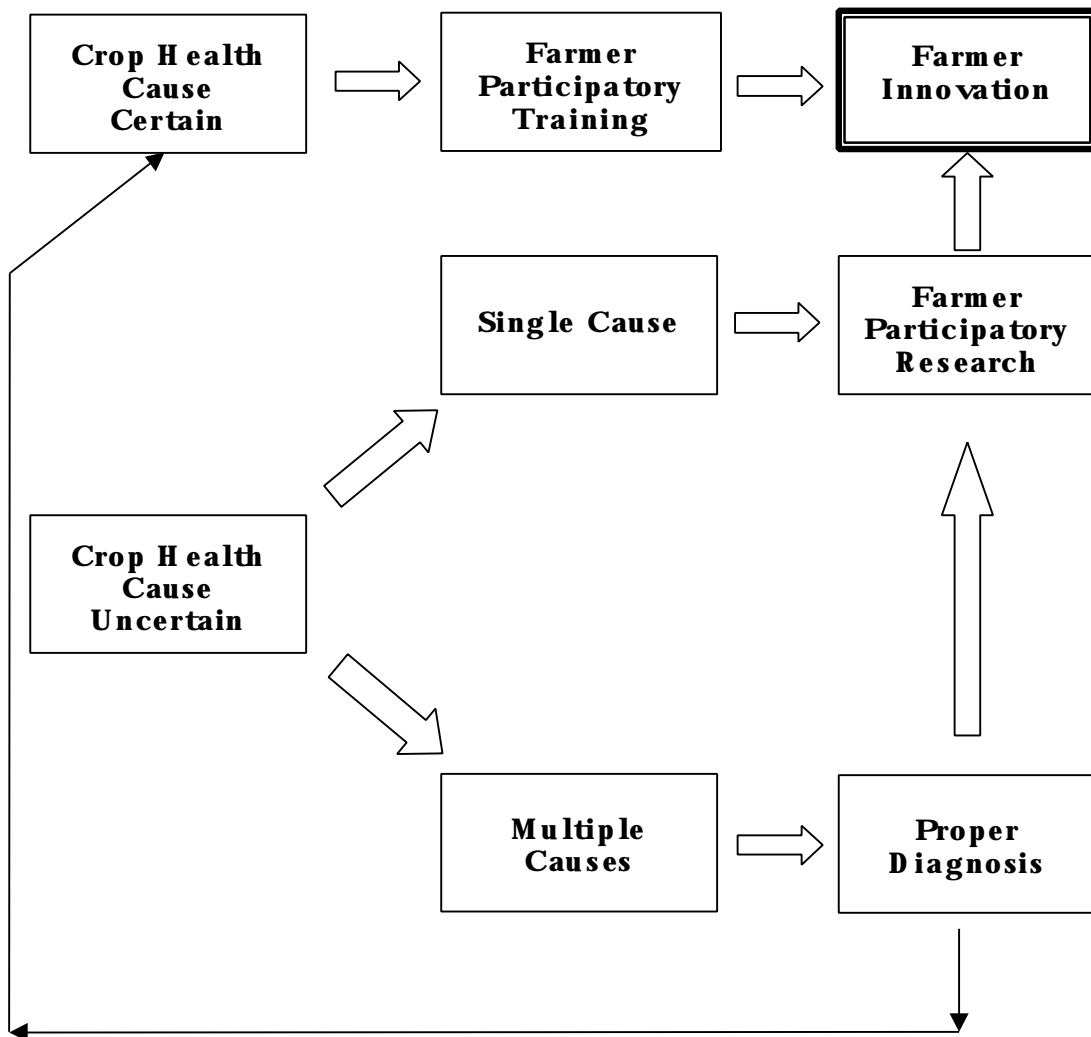 Crop Health
Cause
Certain
Farmer
Participatory
Training
Farmer
Innovation
Single Cause
Farmer
Participatory
Research
Crop Health
Cause
Uncertain
Multiple
Causes
Proper
Diagnosis